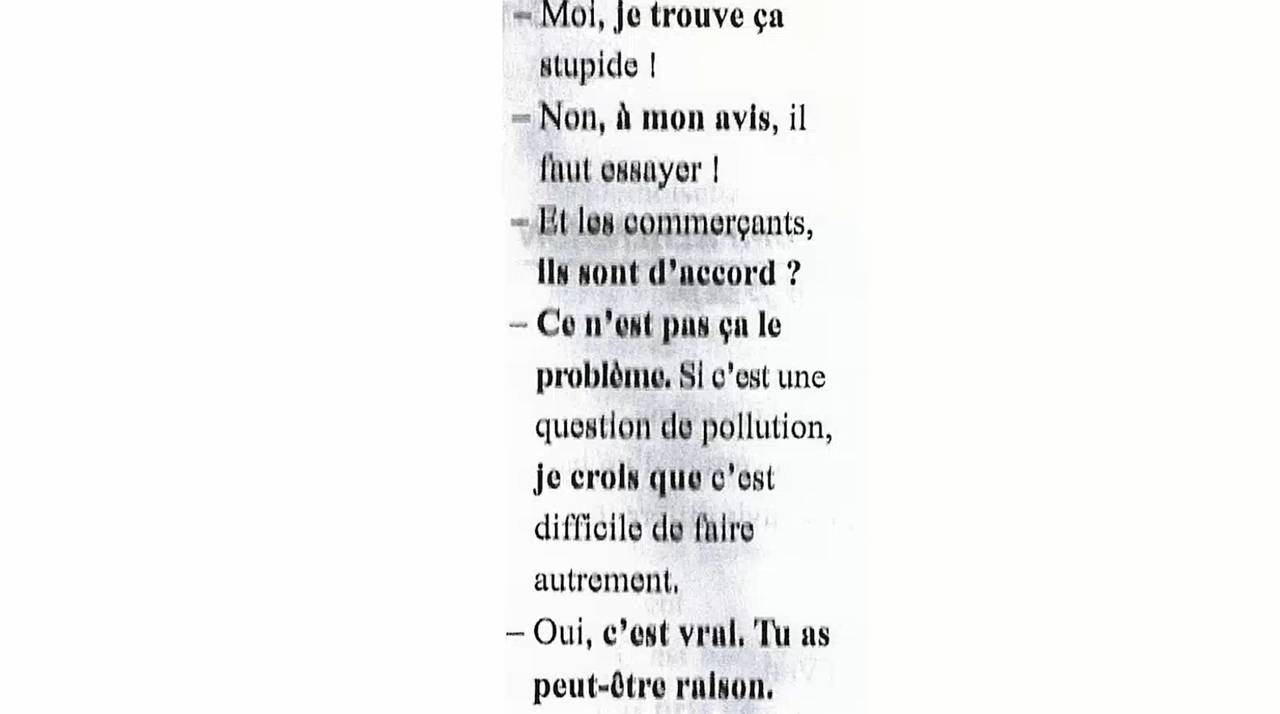 – Moi, je trouve ça
stupide !
– Non, à mon avis, il
faut essayer !
– Et les commerçants,
ils sont d'accord ?
– Ce n'est pas ça le
problème. Si c'est une
question de pollution,
je crois que c'est
difficile de faire
autrement.
– Oui, c'est vrai. Tu as
peut-être raison.